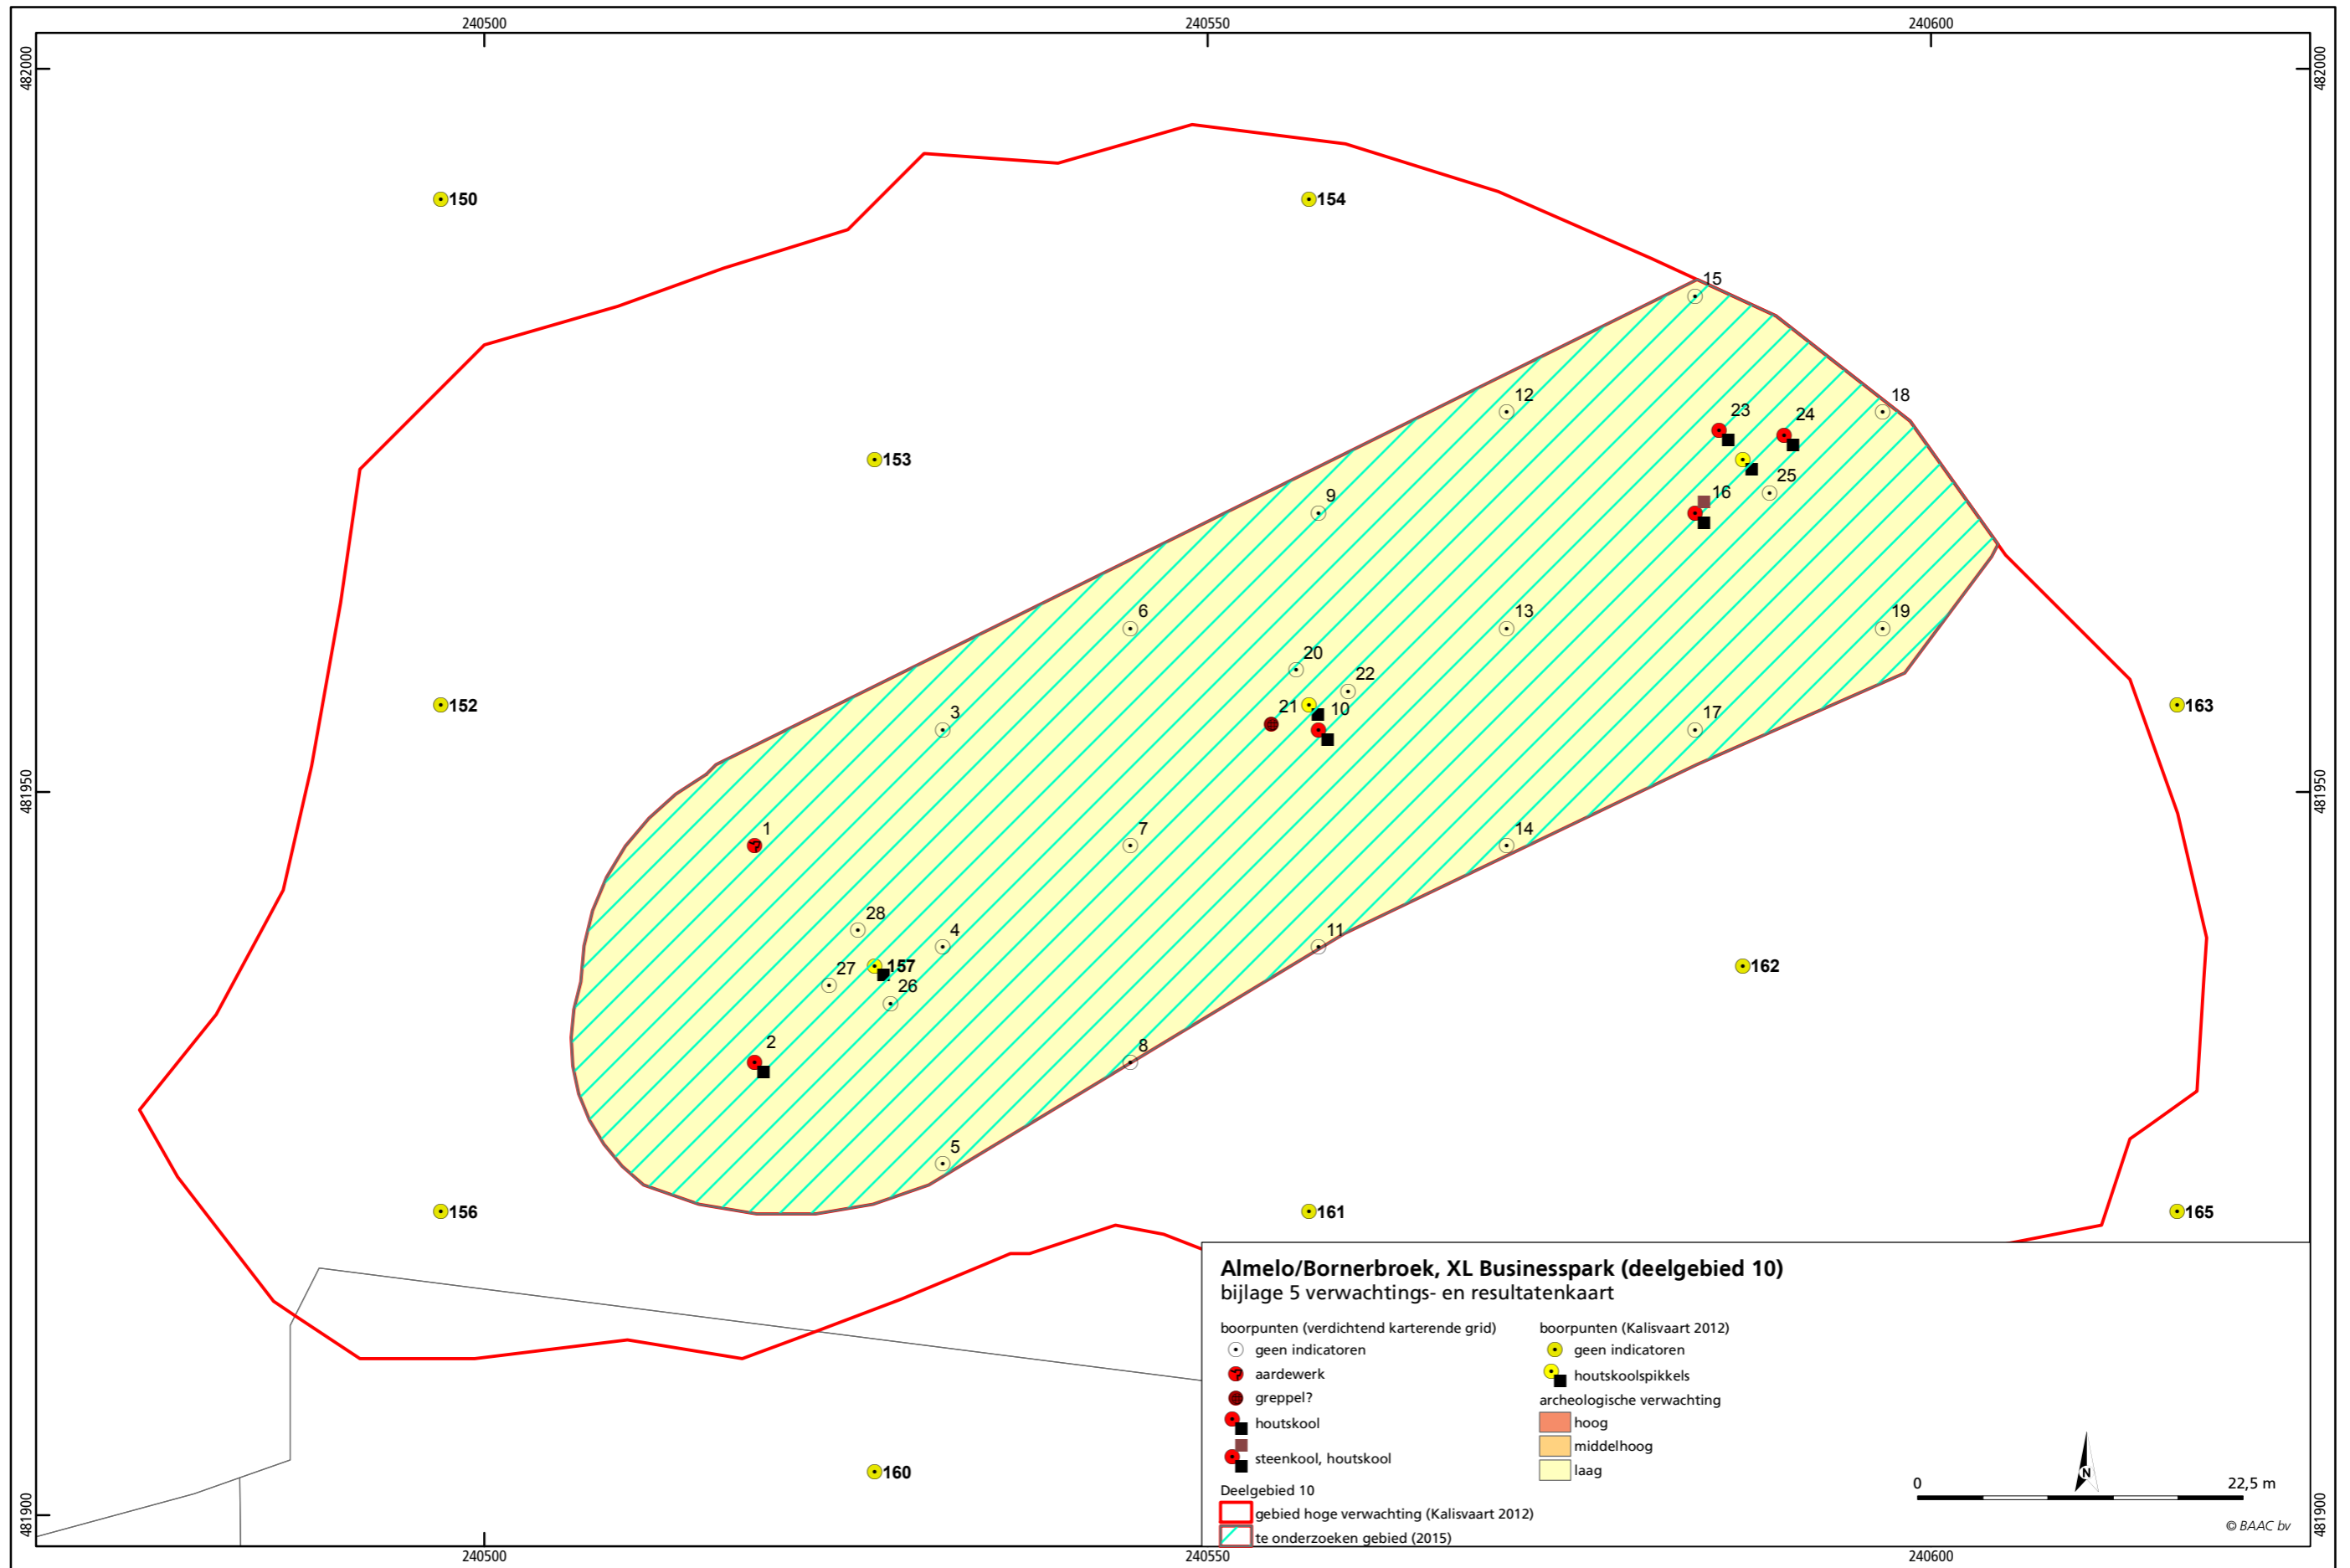 240500 240550 240600
482000 482000
150 154
15
12 18
23 24
153
25
9 16
6 13 19
20
22
152 21 10 163
3 17
481950 481950
1 7 14
28 4 11
157 162
27 26
2 8
5
156 161 165
Almelo/Bornerbroek, XL Businesspark (deelgebied 10)
bijlage 5 verwachtings- en resultatenkaart
boorpunten (verdichtend karterende grid)
geen indicatoren
aardewerk
greppel?
houtskool
steenkool, houtskool
Deelgebied 10
gebied hoge verwachting (Kalisvaart 2012)
te onderzoeken gebied (2015)
boorpunten (Kalisvaart 2012)
geen indicatoren
houtskoolspikkels
archeologische verwachting
hoog
middelhoog
laag
N
0 22,5 m
© BAAC bv
160
481900 481900
240500 240550 240600